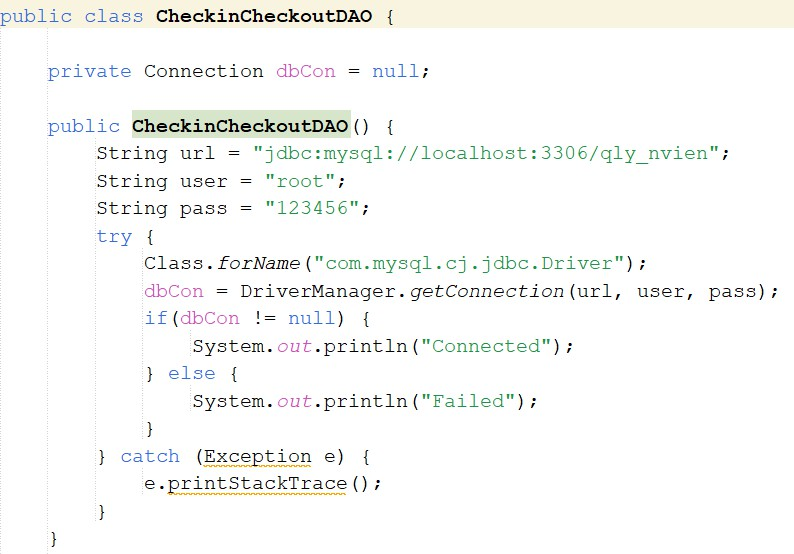 public class CheckinCheckoutDAO {
private Connection dbCon = null;
public CheckinCheckoutDAO() {
String url = "jdbc:mysql://localhost:3306/qly_nvien";
String user = "root";
String pass = "123456";
try {
Class.forName("com.mysql.cj.jdbc.Driver");
dbCon = DriverManager.getConnection(url, user, pass);
if(dbCon != null) {
System.out.println("Connected");
} else {
System.out.println("Failed");
}
} catch (Exception e) {
e.printStackTrace();
}
}